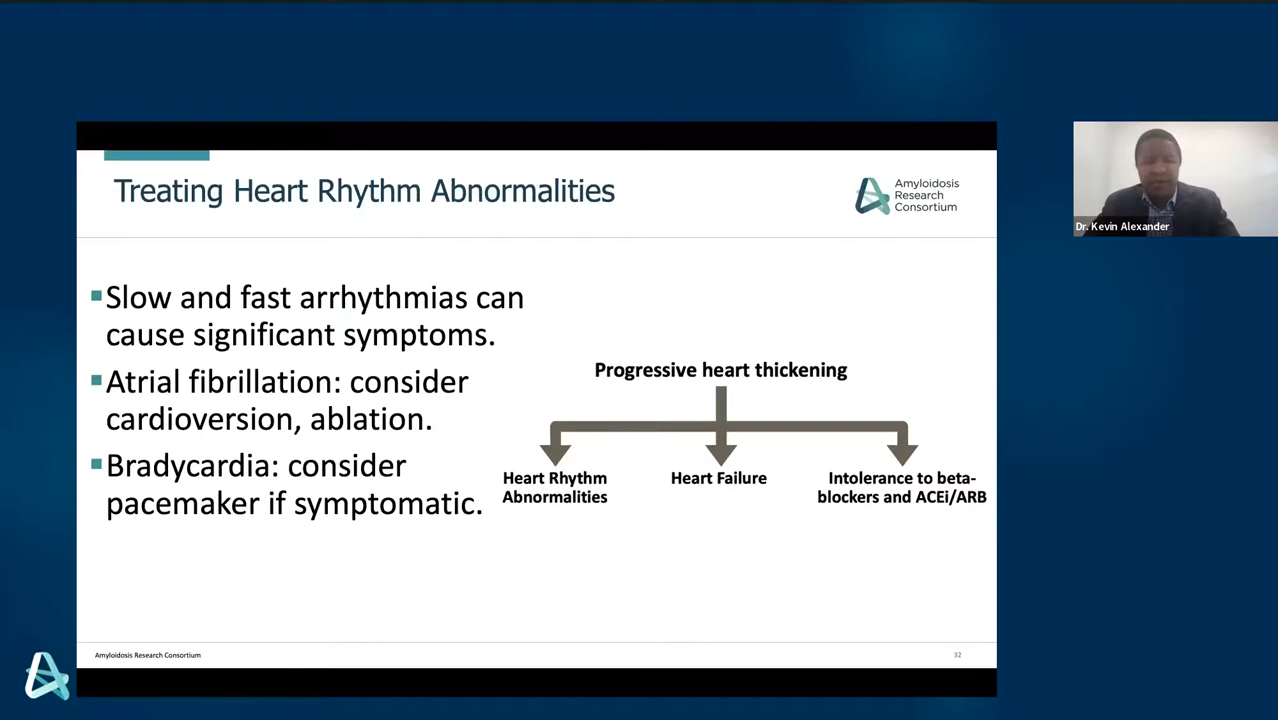 Treating Heart Rhythm Abnormalities
Amyloidosis
Research
Consortium
Dr. Kevin Alexander
▪Slow and fast arrhythmias can
cause significant symptoms.
▪Atrial fibrillation: consider
cardioversion, ablation.
▪Bradycardia: consider
pacemaker if symptomatic.
Progressive heart thickening
Heart Rhythm
Abnormalities
Heart Failure
Intolerance to beta-
blockers and ACEi/ARB
Amyloidosis Research Consortium
32